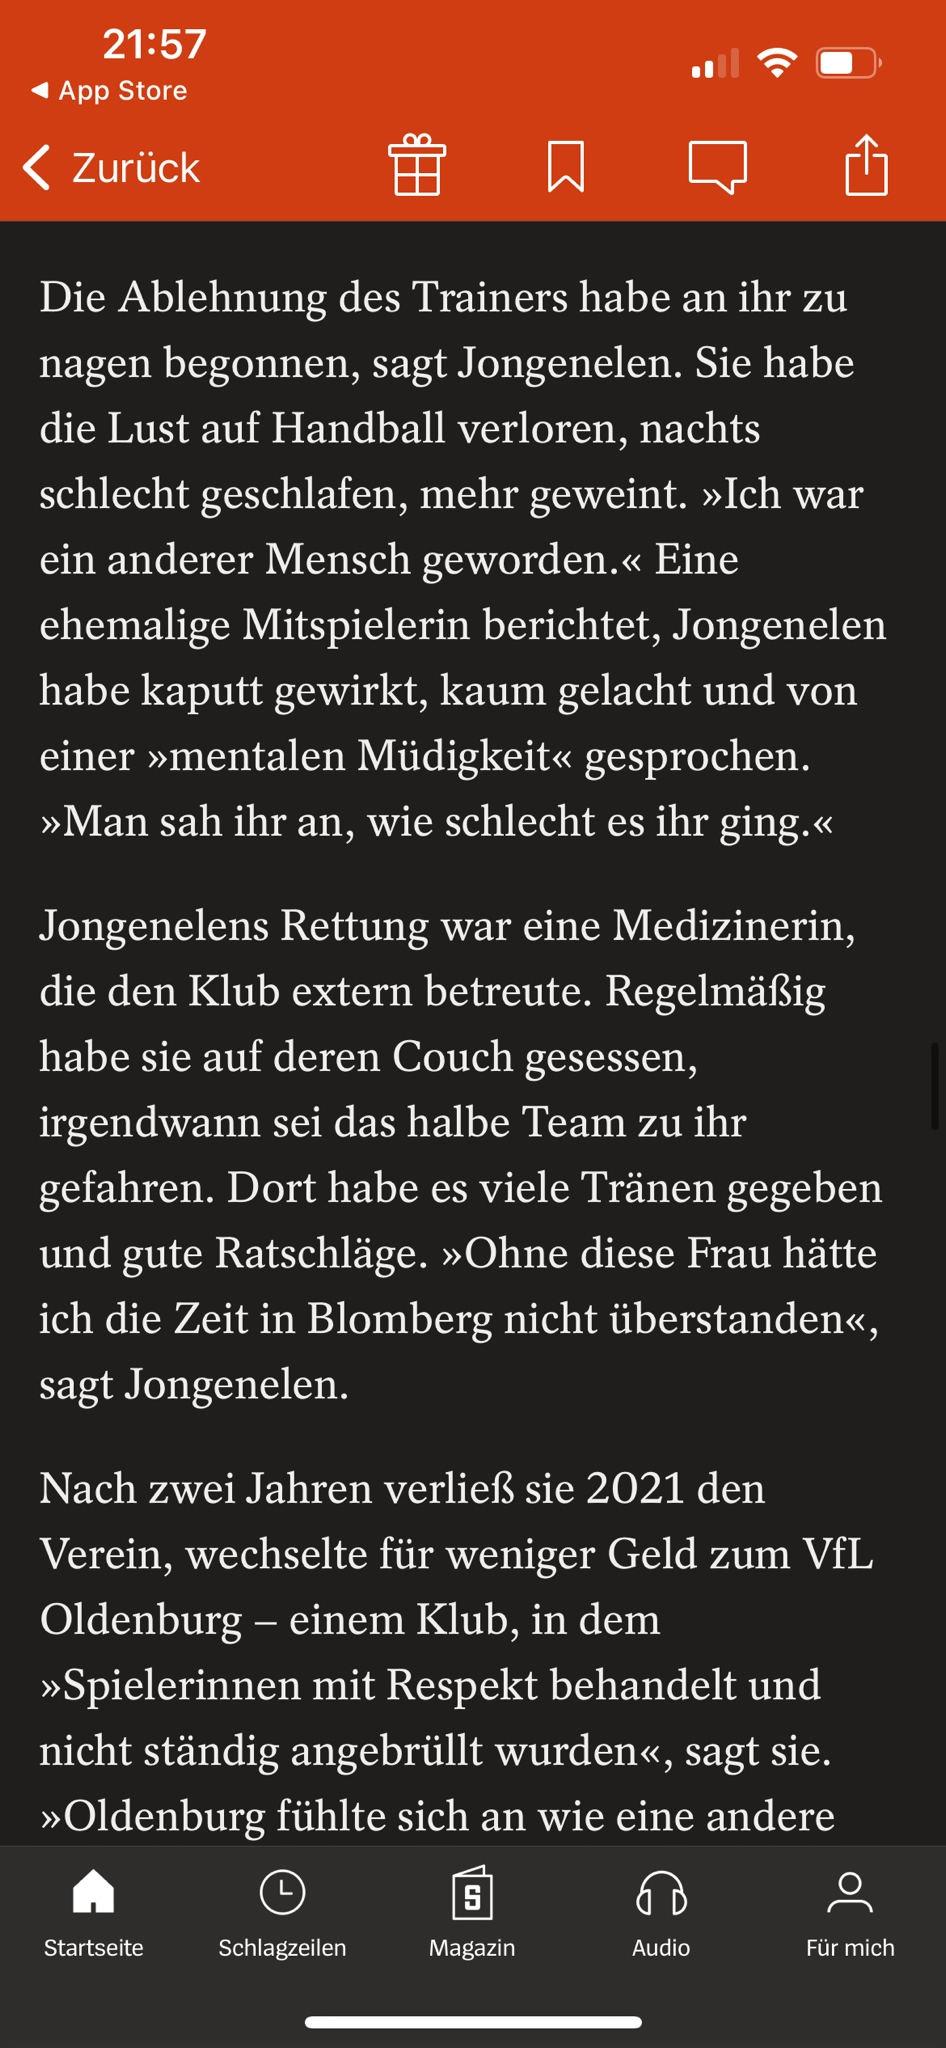 21:57
◀ App Store
Zurück
Die Ablehnung des Trainers habe an ihr zu
nagen begonnen, sagt Jongenelen. Sie habe
die Lust auf Handball verloren, nachts
schlecht geschlafen, mehr geweint. »Ich war
ein anderer Mensch geworden.« Eine
ehemalige Mitspielerin berichtet, Jongenelen
habe kaputt gewirkt, kaum gelacht und von
einer »mentalen Müdigkeit« gesprochen.
»Man sah ihr an, wie schlecht es ihr ging.«
Jongenelens Rettung war eine Medizinerin,
die den Klub extern betreute. Regelmäßig
habe sie auf deren Couch gesessen,
irgendwann sei das halbe Team zu ihr
gefahren. Dort habe es viele Tränen gegeben
und gute Ratschläge. »Ohne diese Frau hätte
ich die Zeit in Blomberg nicht überstanden«,
sagt Jongenelen.
Nach zwei Jahren verließ sie 2021 den
Verein, wechselte für weniger Geld zum VfL
Oldenburg – einem Klub, in dem
»Spielerinnen mit Respekt behandelt und
nicht ständig angebrüllt wurden«, sagt sie.
»Oldenburg fühlte sich an wie eine andere
S
Startseite Schlagzeilen Magazin Audio Für mich